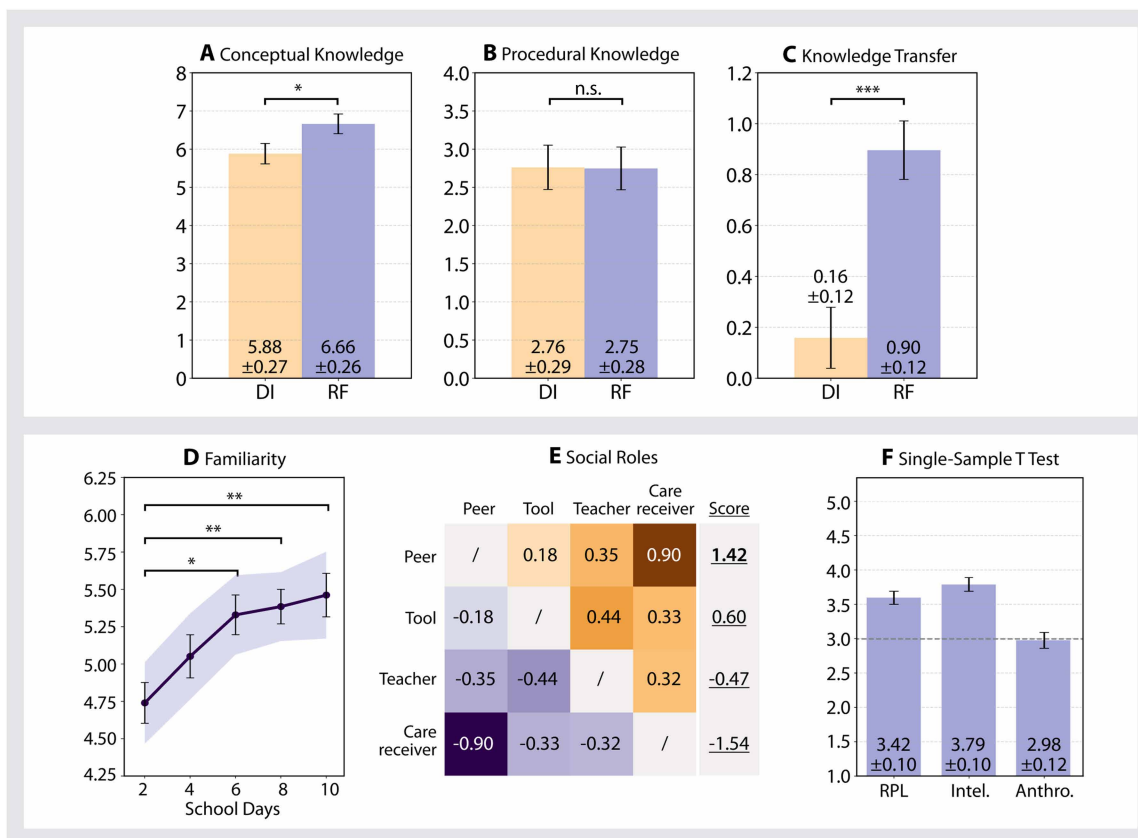 A Conceptual Knowledge
8
7
6
5
4
3
2
1
0
*
5.88
±0.27
6.66
±0.26
DI
RF
B Procedural Knowledge
4.0
3.5
3.0
2.5
2.0
1.5
1.0
0.5
0.0
n.s.
2.76
±0.29
2.75
±0.28
DI
RF
C Knowledge Transfer
1.2
1.0
0.8
0.6
0.4
0.2
0.0
***
0.16
±0.12
0.90
±0.12
DI
RF
D Familiarity
6.25
6.00
5.75
5.50
5.25
5.00
4.75
4.50
4.25
**
**
*
2 4 6 8 10
School Days
E Social Roles
Peer Tool Teacher Care receiver Score
Peer / 0.18 0.35 0.90 1.42
Tool -0.18 / 0.44 0.33 0.60
Teacher -0.35 -0.44 / 0.32 -0.47
Care receiver -0.90 -0.33 -0.32 / -1.54
F Single-Sample T Test
5.0
4.5
4.0
3.5
3.0
2.5
2.0
1.5
1.0
3.42
±0.10
3.79
±0.10
2.98
±0.12
RPL
Intel.
Anthro.